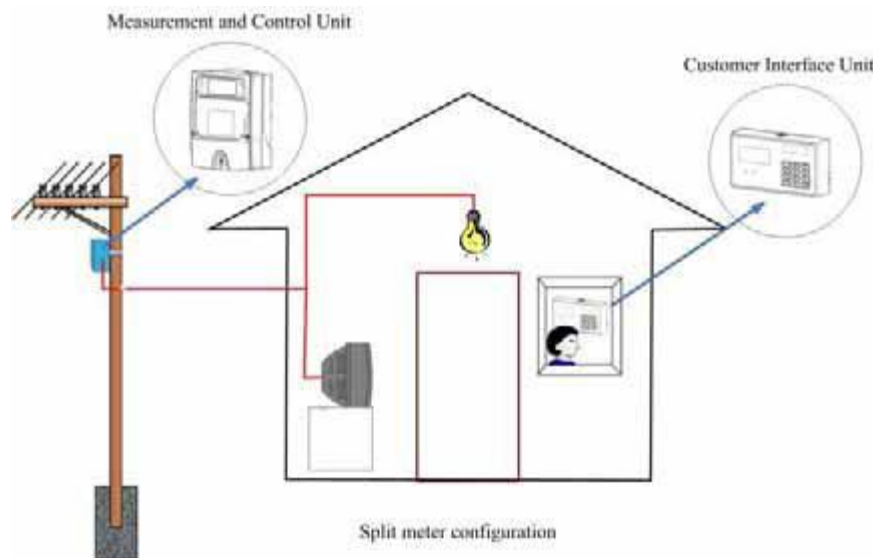 Measurement and Control Unit
Customer Interface Unit
Split meter configuration